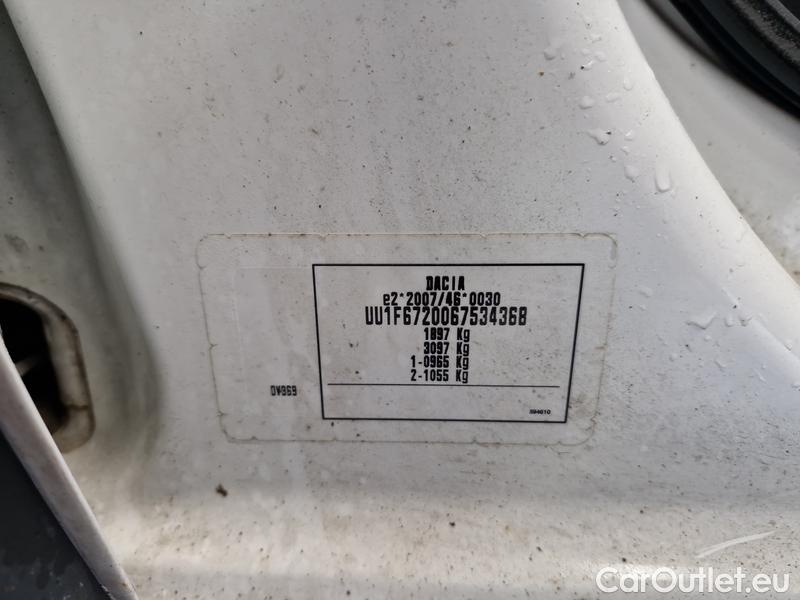 DACIA
e2*2007/46*0030
UU1F6720067534368
1897 Kg
3097 Kg
1-0965 Kg
2-1055 Kg
594610
CarOutlet.eu